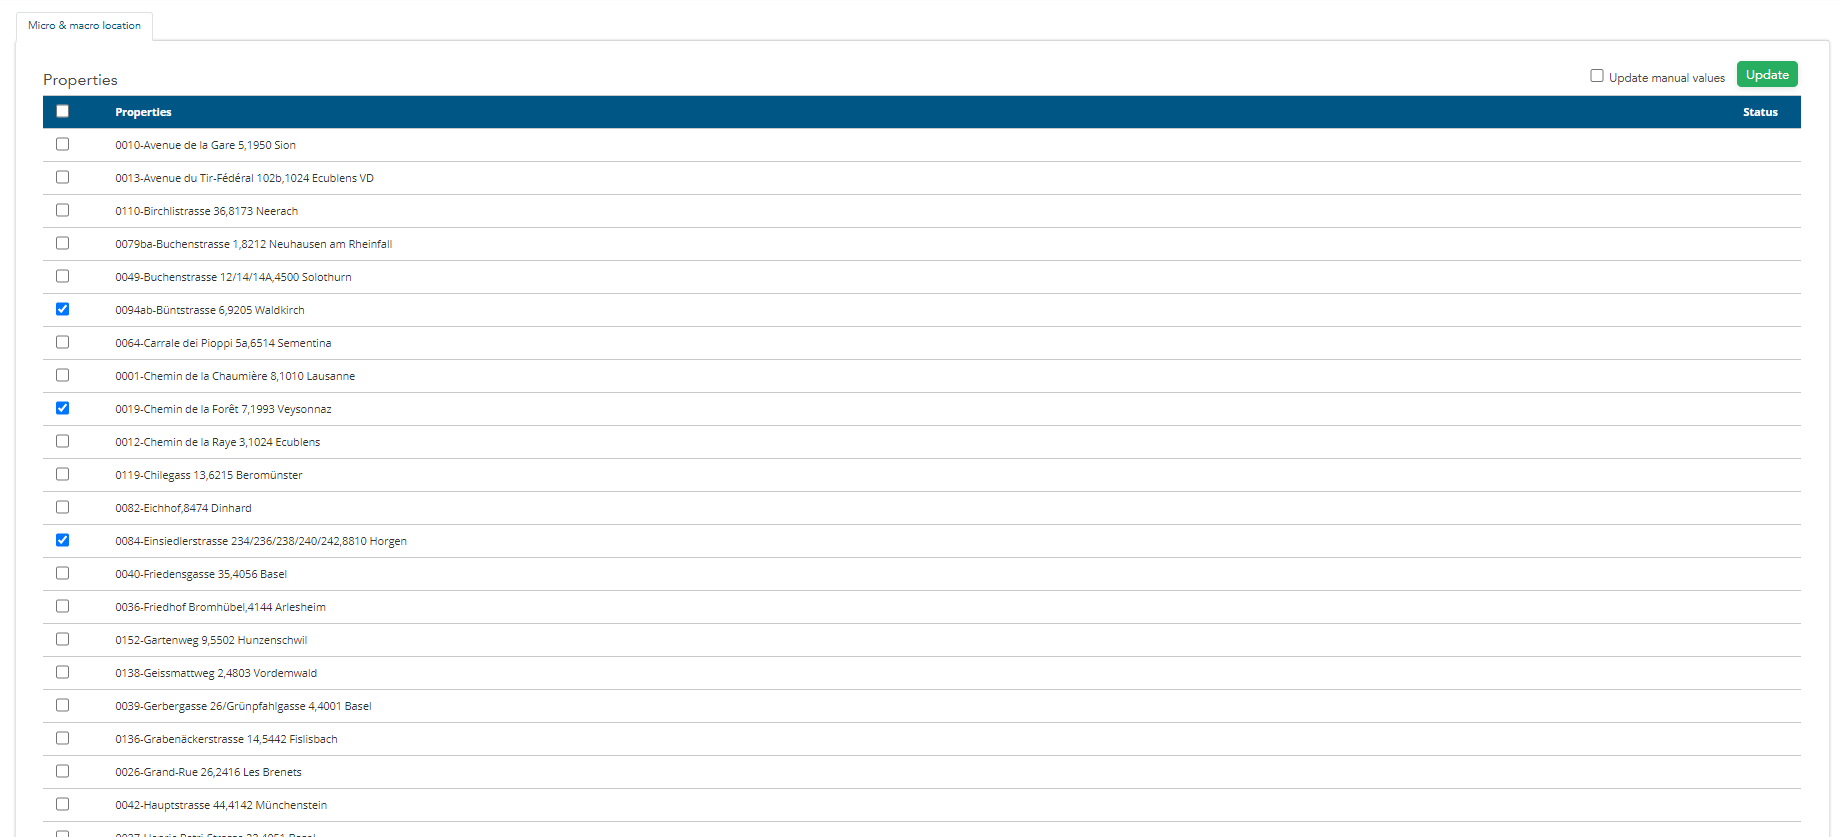 Micro & macro location
Properties
Update manual values
Update
Properties Status
0010-Avenue de la Gare 5,1950 Sion
0013-Avenue du Tir-Fédéral 102b,1024 Ecublens VD
0110-Birchlistrasse 36,8173 Neerach
0079ba-Buchenstrasse 1,8212 Neuhausen am Rheinfall
0049-Buchenstrasse 12/14/14A,4500 Solothurn
0094ab-Büntstrasse 6,9205 Waldkirch
0064-Carrale dei Pioppi 5a,6514 Sementina
0001-Chemin de la Chaumière 8,1010 Lausanne
0019-Chemin de la Forêt 7,1993 Veysonnaz
0012-Chemin de la Raye 3,1024 Ecublens
0119-Chilegass 13,6215 Beromünster
0082-Eichhof,8474 Dinhard
0084-Einsiedlerstrasse 234/236/238/240/242,8810 Horgen
0040-Friedensgasse 35,4056 Basel
0036-Friedhof Bromhübel,4144 Arlesheim
0152-Gartenweg 9,5502 Hunzenschwil
0138-Geissmattweg 2,4803 Vordemwald
0039-Gerbergasse 26/Grünpfahlgasse 4,4001 Basel
0136-Grabenäckerstrasse 14,5442 Fislisbach
0026-Grand-Rue 26,2416 Les Brenets
0042-Hauptstrasse 44,4142 Münchenstein